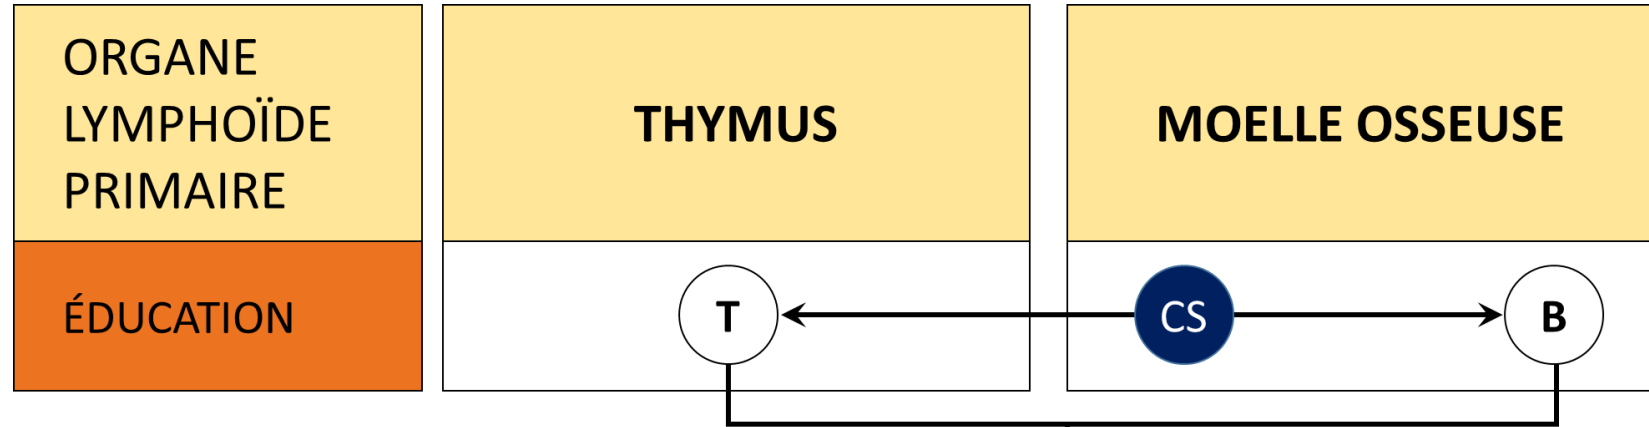 ORGANE
LYMPHOÏDE
PRIMAIRE
THYMUS
MOELLE OSSEUSE
ÉDUCATION
T
CS
B